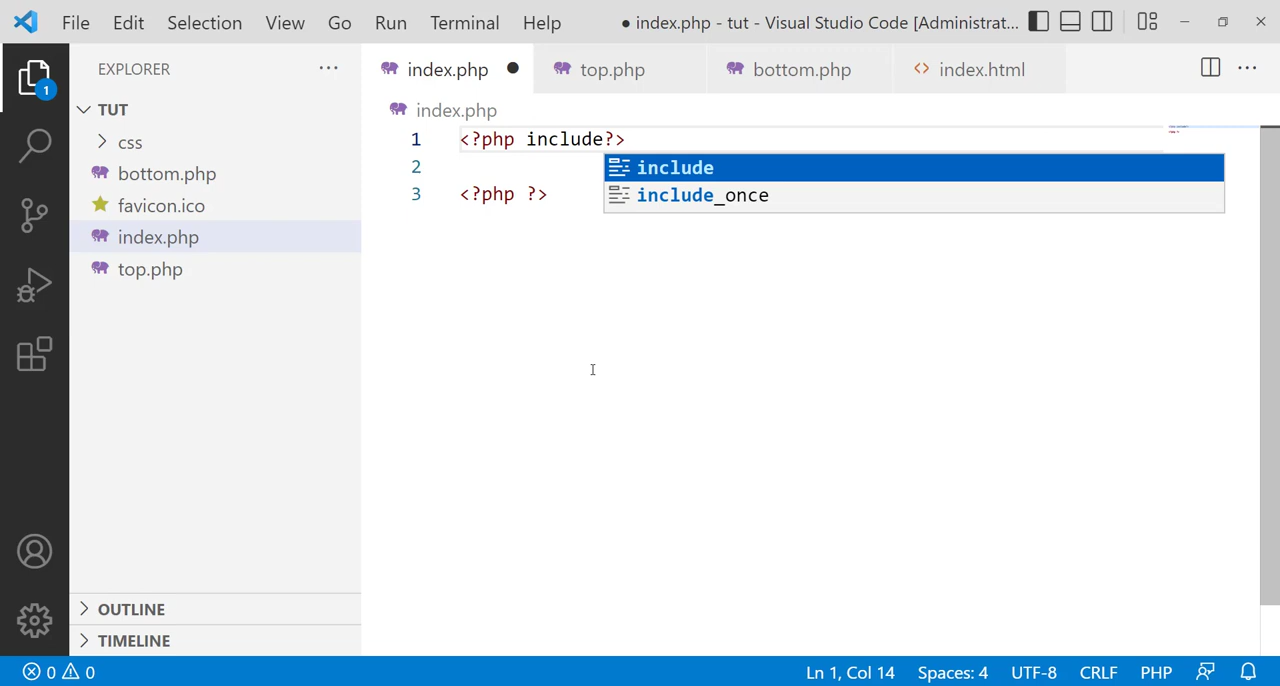 File Edit Selection View Go Run Terminal Help ● index.php - tut - Visual Studio Code [Administrat...
EXPLORER ... index.php ● top.php bottom.php <> index.html ...
TUT index.php
css
bottom.php
favicon.ico
index.php
top.php
1 <?php include?>
2
3 <?php ?>
include
include_once
1
OUTLINE
TIMELINE
0 0 Ln 1, Col 14 Spaces: 4 UTF-8 CRLF PHP